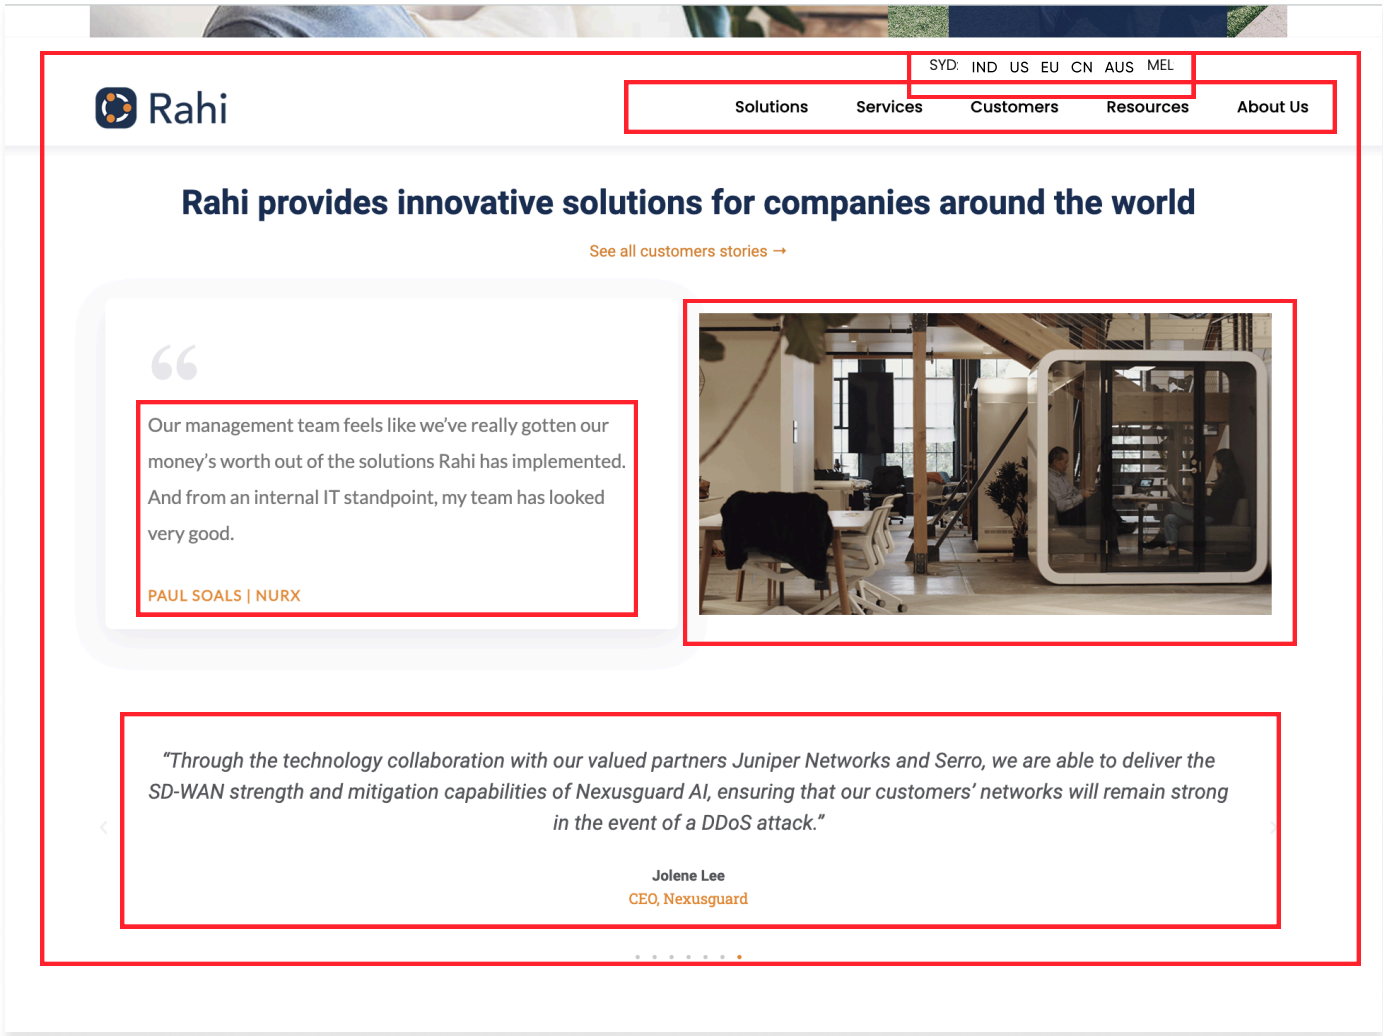 SYD: IND US EU CN AUS MEL
Rahi
Solutions Services Customers Resources About Us
Rahi provides innovative solutions for companies around the world
See all customers stories →
“
Our management team feels like we’ve really gotten our
money’s worth out of the solutions Rahi has implemented.
And from an internal IT standpoint, my team has looked
very good.
PAUL SOALS | NURX
“Through the technology collaboration with our valued partners Juniper Networks and Serro, we are able to deliver the
SD-WAN strength and mitigation capabilities of Nexusguard AI, ensuring that our customers’ networks will remain strong
in the event of a DDoS attack.”
Jolene Lee
CEO, Nexusguard